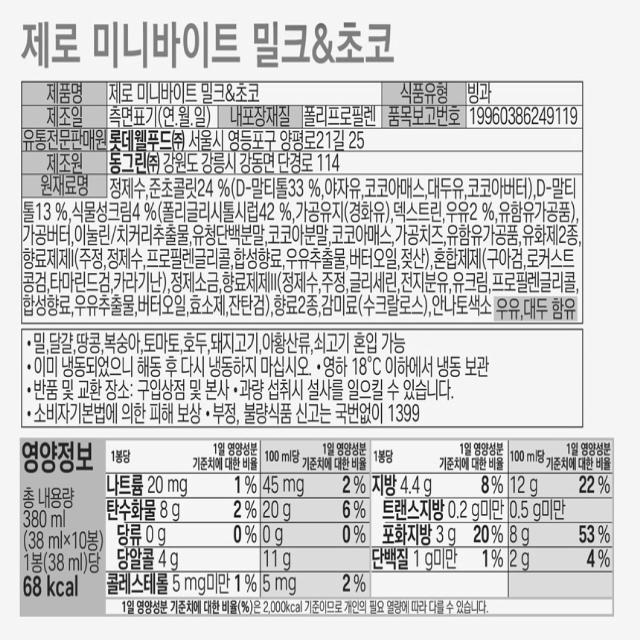 제로 미니바이트 밀크&초코
제품명 제로 미니바이트 밀크&초코 식품유형 빙과
제조일 측면표기(연.월.일) 내포장재질 폴리프로필렌 품목보고번호 19960386249119
유통전문판매원 롯데웰푸드㈜ 서울시 영등포구 양평로21길 25
제조원 동그린㈜ 강원도 강릉시 강동면 단경로 114
원재료명 정제수,준초콜릿24 %(D-말티톨33 %,야자유,코코아매스,대두유,코코아버터),D-말티
톨13 %,식물성크림4 %(폴리글리시톨시럽42 %,가공유지(경화유),덱스트린,우유2 %,유함유가공품),
가공버터,이눌린/치커리추출물,유청단백분말,코코아분말,코코아매스,가공치즈,유함유가공품,유화제2종,
향료제제II(주정,정제수,프로필렌글리콜,합성향료,우유추출물,버터오일,젖산),혼합제제(구아검,로커스트
콩검,타마린드검,카라기난),정제소금,향료제제III(정제수,주정,글리세린,전지분유,유크림,프로필렌글리콜,
합성향료,우유추출물,버터오일,효소제,잔탄검),향료2종,감미료(수크랄로스),안나토색소 우유,대두 함유
•밀,달걀,땅콩,복숭아,토마토,호두,돼지고기,아황산류,쇠고기 혼입 가능
•이미 냉동되었으니 해동 후 다시 냉동하지 마십시오. •영하 18℃ 이하에서 냉동 보관
•반품 및 교환 장소: 구입상점 및 본사 •과량 섭취시 설사를 일으킬 수 있습니다.
•소비자기본법에 의한 피해 보상 •부정, 불량식품 신고는 국번없이 1399
영양정보
총 내용량
380 ml
(38 ml×10봉)
1봉(38 ml)당
68 kcal
1봉당 1일 영양성분 기준치에 대한 비율 100 ml당 1일 영양성분 기준치에 대한 비율 1봉당 1일 영양성분 기준치에 대한 비율 100 ml당 1일 영양성분 기준치에 대한 비율
나트륨 20 mg 1 % 45 mg 2 % 지방 4.4 g 8% 12 g 22 %
탄수화물 8 g 2 % 20 g 6 % 트랜스지방 0.2 g미만 0.5 g미만
당류 0 g 0 % 0 g 0 % 포화지방 3 g 20% 8 g 53 %
당알콜 4 g 11 g 단백질 1 g미만 1% 2 g 4 %
콜레스테롤 5 mg미만 1 % 5 mg 2 %
1일 영양성분 기준치에 대한 비율(%)은 2,000kcal 기준이므로 개인의 필요 열량에 따라 다를 수 있습니다.